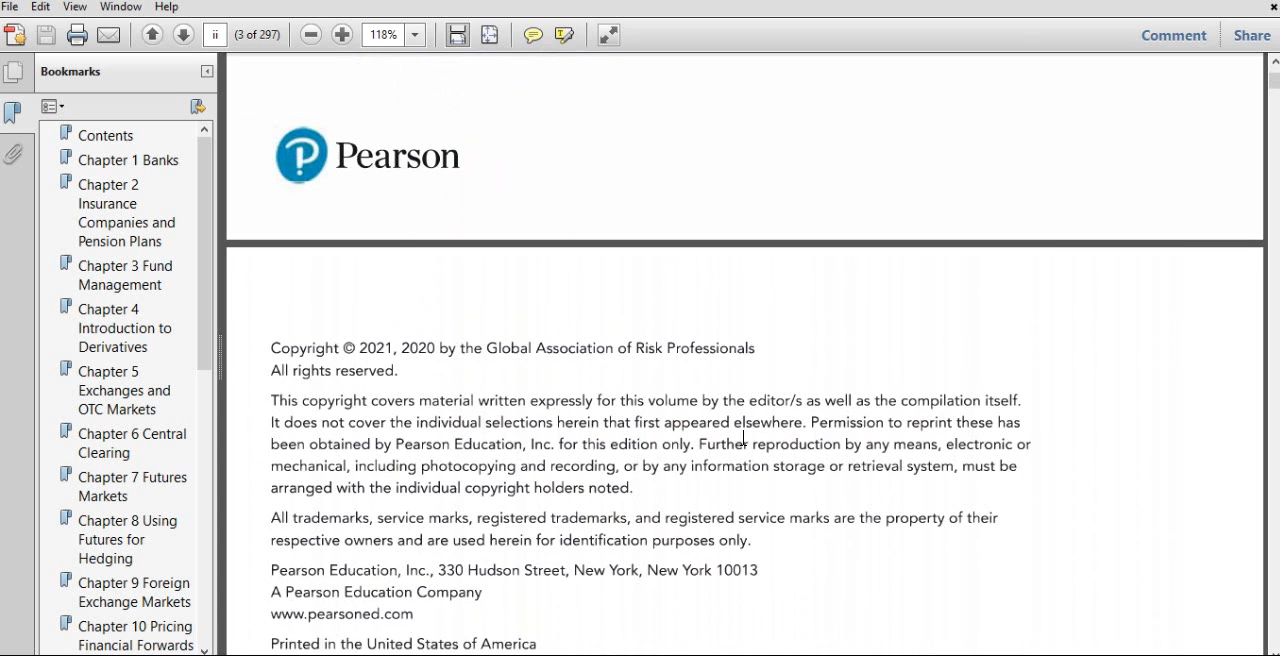 File Edit View Window Help
ii (3 of 297) 118% Comment Share
Bookmarks
Contents
Chapter 1 Banks
Chapter 2
Insurance
Companies and
Pension Plans
Chapter 3 Fund
Management
Chapter 4
Introduction to
Derivatives
Chapter 5
Exchanges and
OTC Markets
Chapter 6 Central
Clearing
Chapter 7 Futures
Markets
Chapter 8 Using
Futures for
Hedging
Chapter 9 Foreign
Exchange Markets
Chapter 10 Pricing
Financial Forwards
Pearson
Copyright © 2021, 2020 by the Global Association of Risk Professionals
All rights reserved.
This copyright covers material written expressly for this volume by the editor/s as well as the compilation itself.
It does not cover the individual selections herein that first appeared elsewhere. Permission to reprint these has
been obtained by Pearson Education, Inc. for this edition only. Further reproduction by any means, electronic or
mechanical, including photocopying and recording, or by any information storage or retrieval system, must be
arranged with the individual copyright holders noted.
All trademarks, service marks, registered trademarks, and registered service marks are the property of their
respective owners and are used herein for identification purposes only.
Pearson Education, Inc., 330 Hudson Street, New York, New York 10013
A Pearson Education Company
www.pearsoned.com
Printed in the United States of America